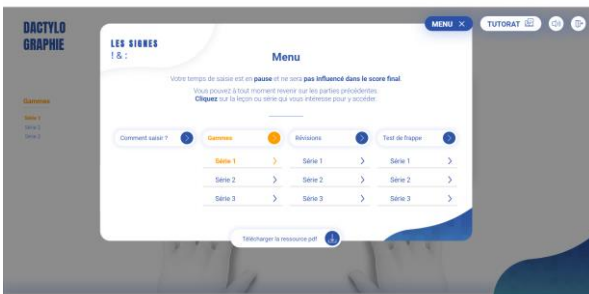 DACTYLO
GRAPHIE
MENU ×
TUTORAT
LES SIGNES
! & :
Menu
Votre temps de saisie est en pause et ne sera pas influencé dans le score final.
Vous pouvez à tout moment revenir sur les parties précédentes.
Cliquez sur la leçon ou série qui vous intéresse pour y accéder.
Gammes
Série 1
Série 2
Série 3
Comment saisir ?
Gammes
Révisions
Test de frappe
Série 1
Série 1
Série 1
Série 2
Série 2
Série 2
Série 3
Série 3
Série 3
Télécharger la ressource pdf